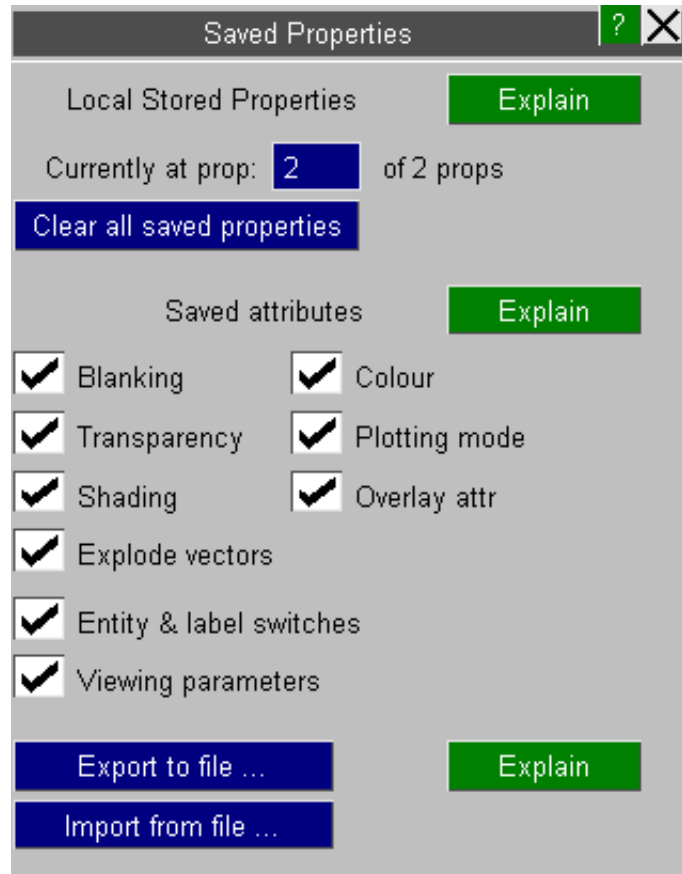 Saved Properties ?
Local Stored Properties Explain
Currently at prop: 2 of 2 props
Clear all saved properties
Saved attributes Explain
Blanking Colour
Transparency Plotting mode
Shading Overlay attr
Explode vectors
Entity & label switches
Viewing parameters
Export to file ... Explain
Import from file ...